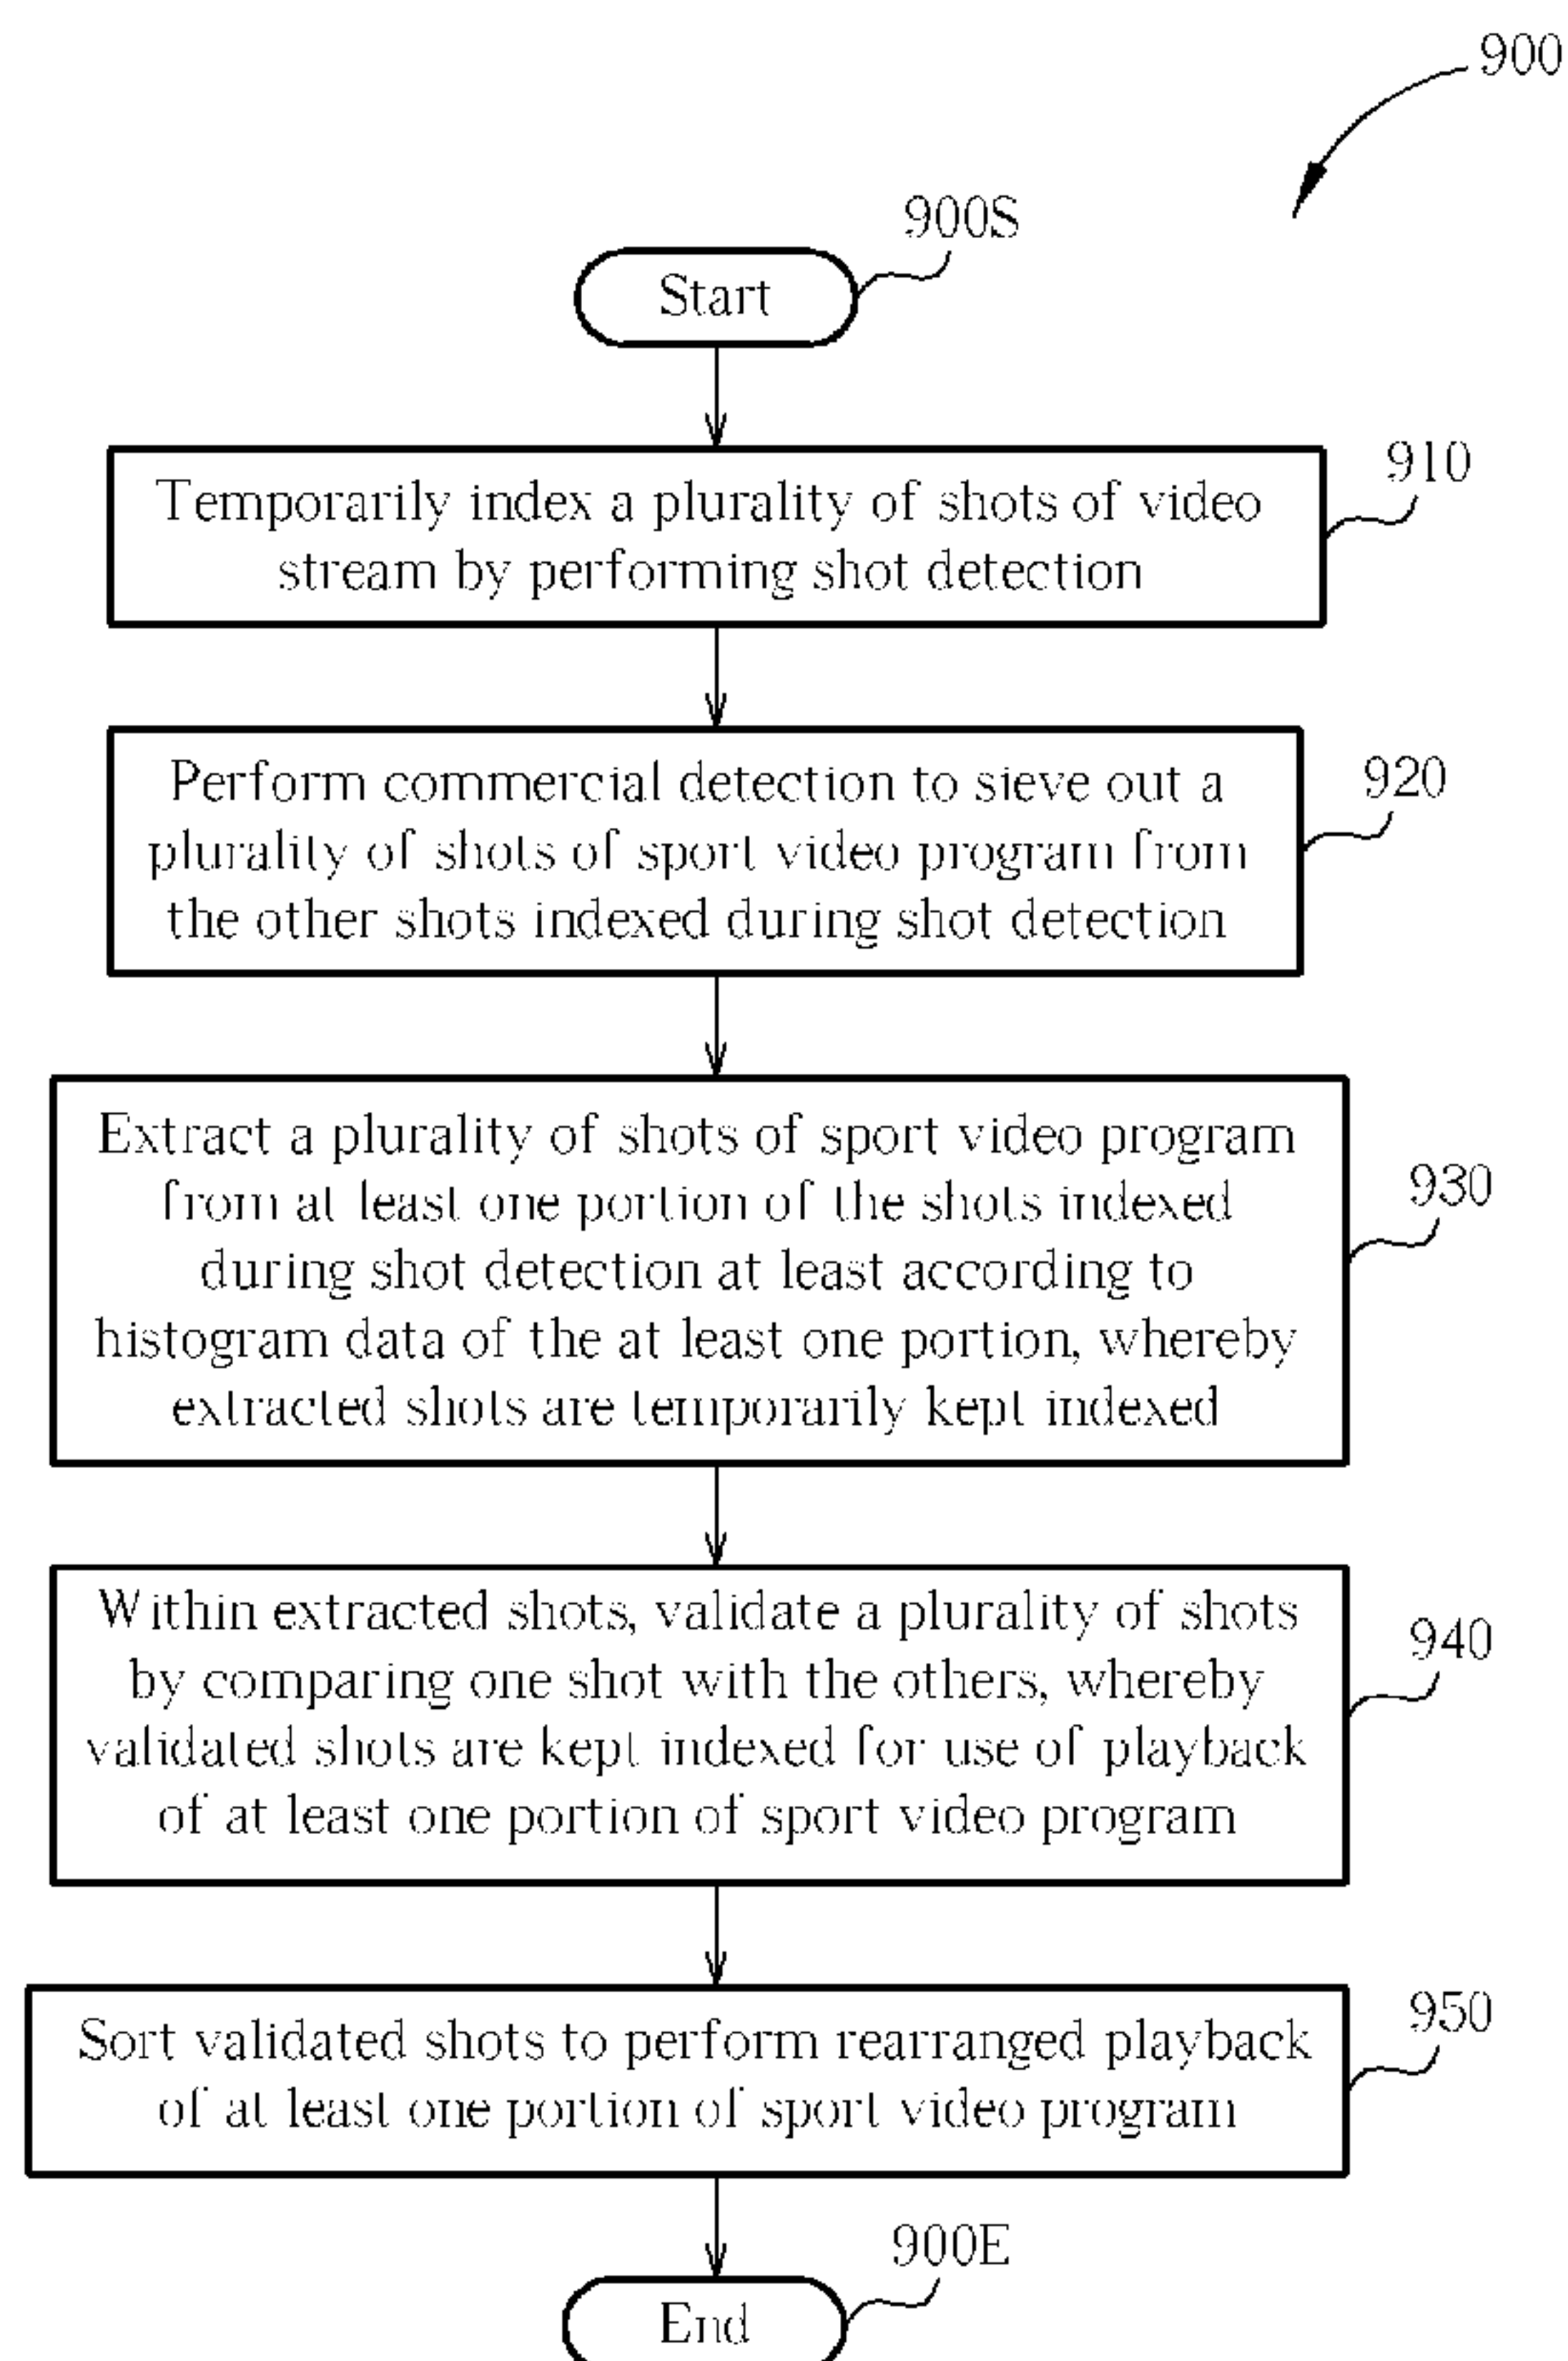 900
900S
Start
910
Temporarily index a plurality of shots of video
stream by performing shot detection
920
Perform commercial detection to sieve out a
plurality of shots of sport video program from
the other shots indexed during shot detection
930
Extract a plurality of shots of sport video program
from at least one portion of the shots indexed
during shot detection at least according to
histogram data of the at least one portion, whereby
extracted shots are temporarily kept indexed
940
Within extracted shots, validate a plurality of shots
by comparing one shot with the others, whereby
validated shots are kept indexed for use of playback
of at least one portion of sport video program
950
Sort validated shots to perform rearranged playback
of at least one portion of sport video program
900E
End